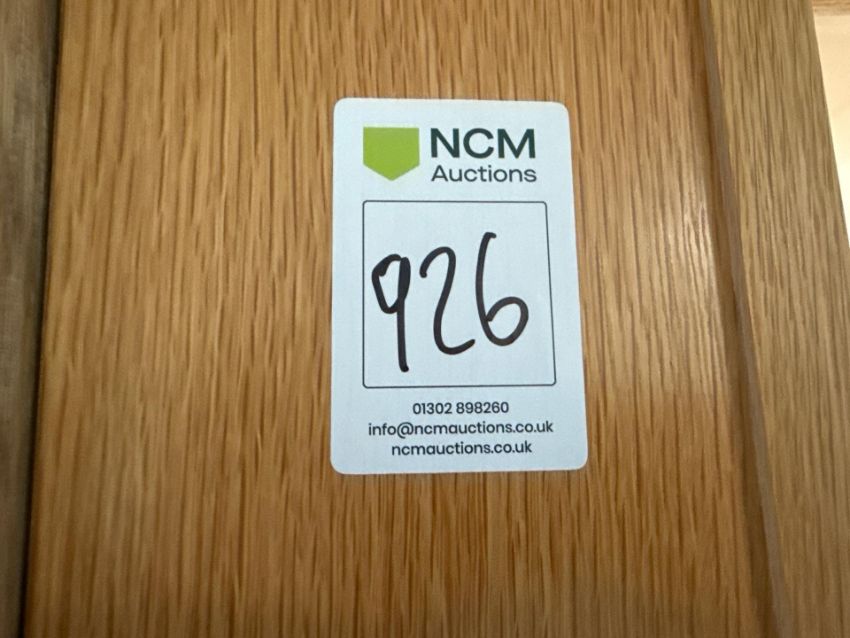 NCM
Auctions
926
01302 898260
info@ncmauctions.co.uk
ncmauctions.co.uk